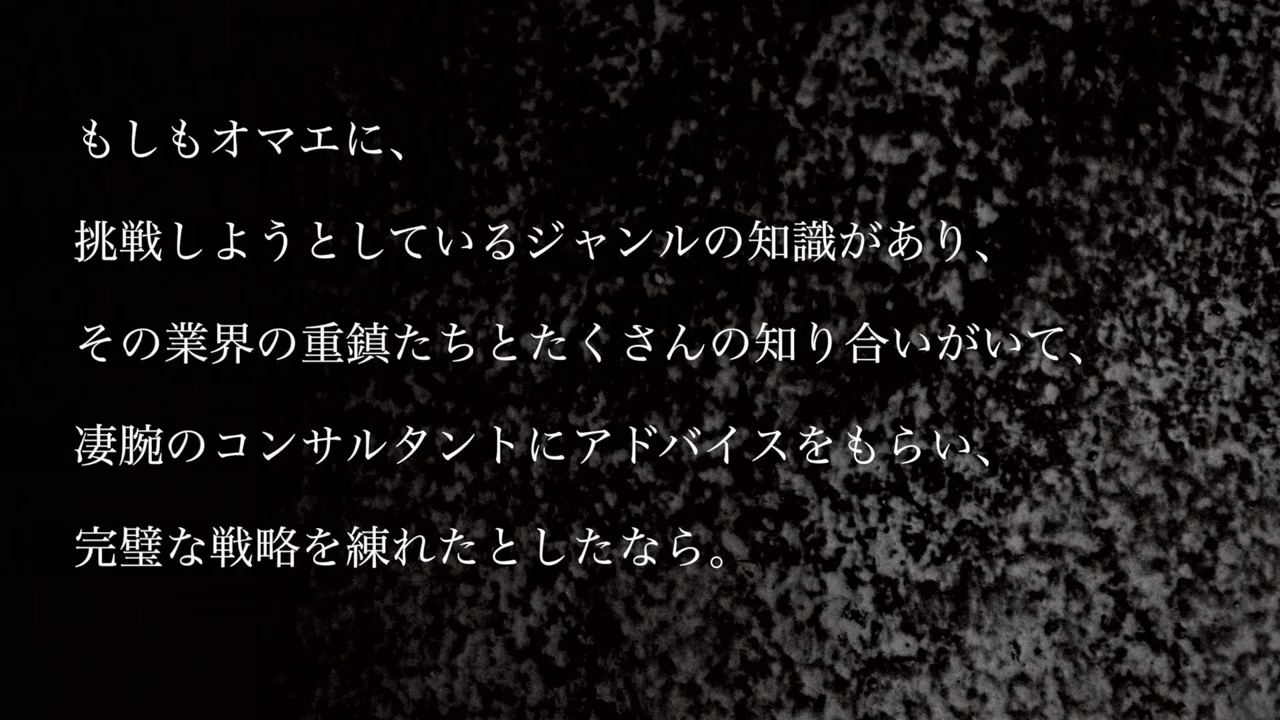 もしもオマエに、
挑戦しようとしているジャンルの知識があり、
その業界の重鎮たちとたくさんの知り合いがいて、
凄腕のコンサルタントにアドバイスをもらい、
完璧な戦略を練れたとしたなら。